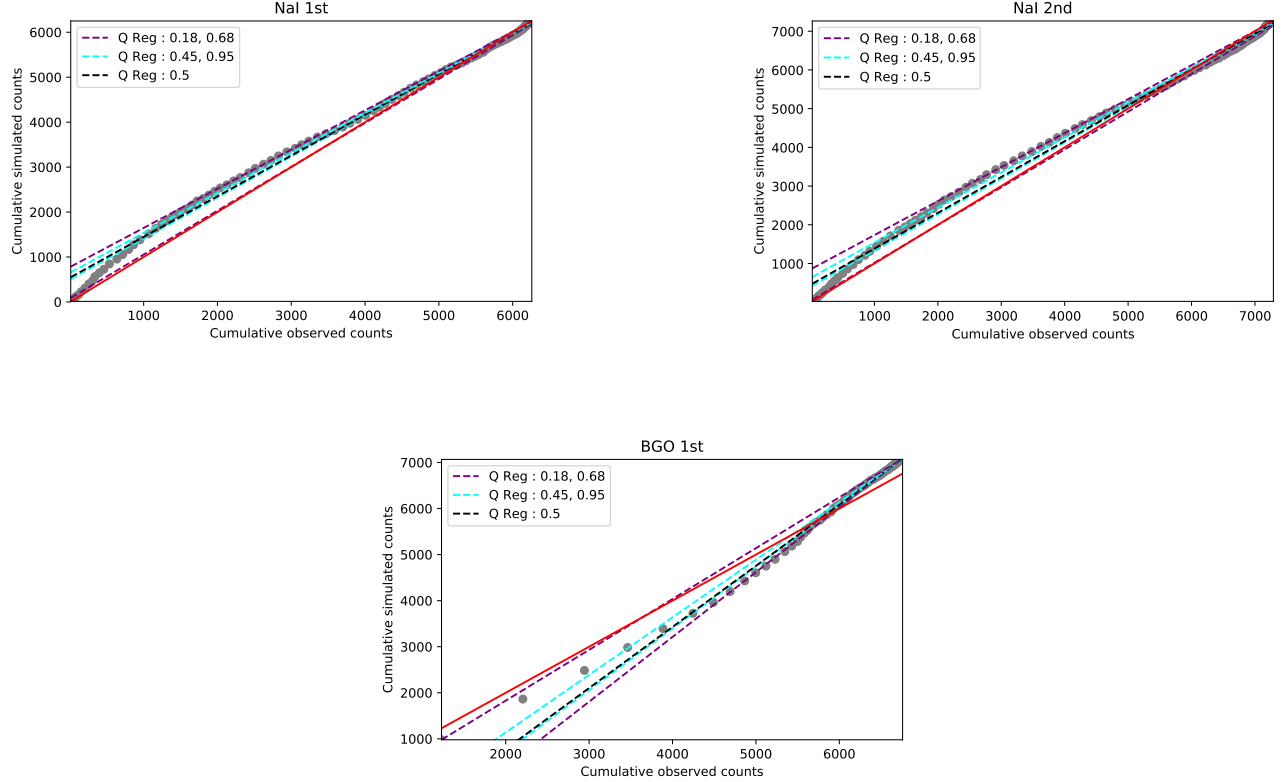 NaI 1st
Q Reg : 0.18, 0.68
Q Reg : 0.45, 0.95
Q Reg : 0.5
6000
5000
4000
3000
2000
1000
0
Cumulative simulated counts
1000 2000 3000 4000 5000 6000
Cumulative observed counts
NaI 2nd
Q Reg : 0.18, 0.68
Q Reg : 0.45, 0.95
Q Reg : 0.5
7000
6000
5000
4000
3000
2000
1000
Cumulative simulated counts
1000 2000 3000 4000 5000 6000 7000
Cumulative observed counts
BGO 1st
Q Reg : 0.18, 0.68
Q Reg : 0.45, 0.95
Q Reg : 0.5
7000
6000
5000
4000
3000
2000
1000
Cumulative simulated counts
2000 3000 4000 5000 6000
Cumulative observed counts